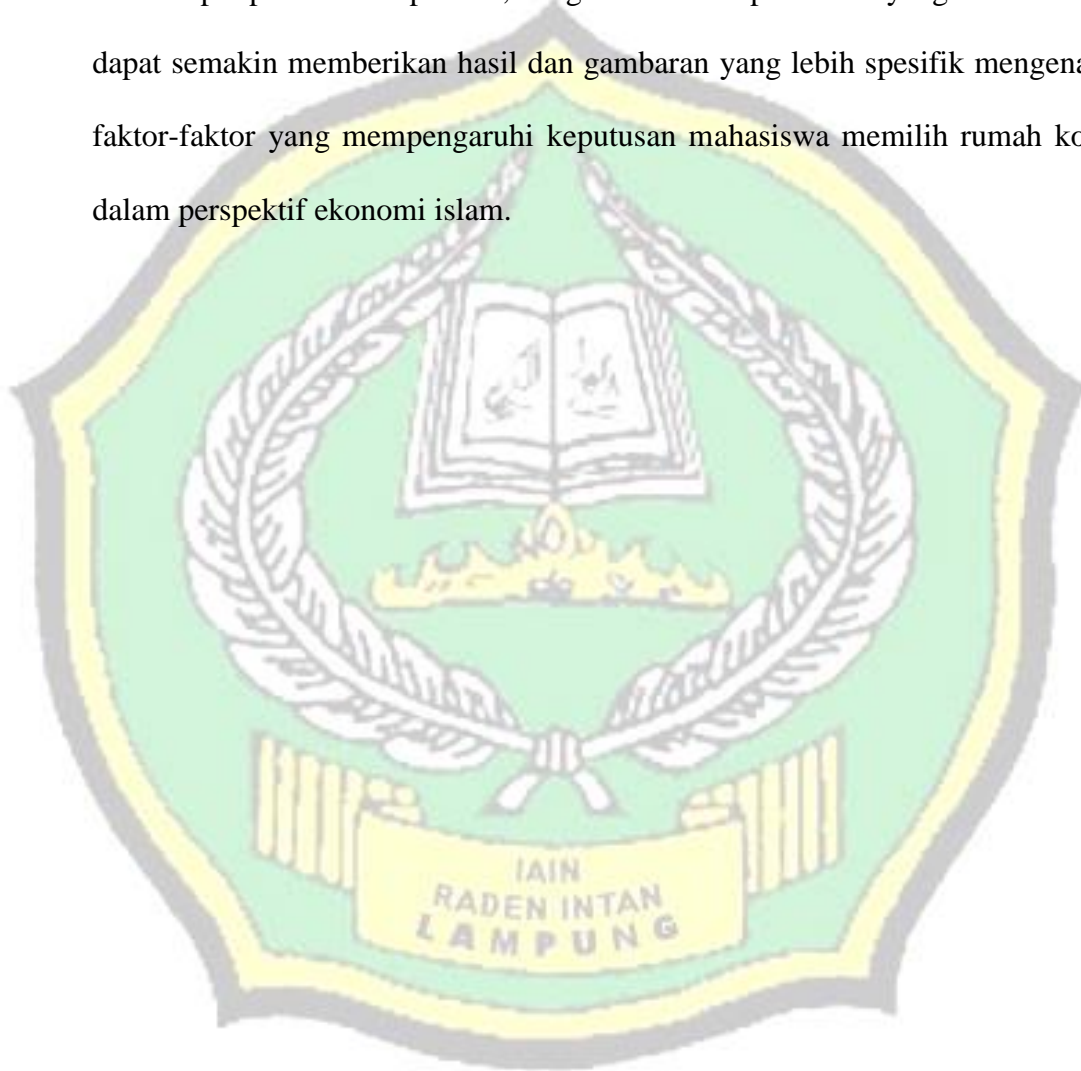 dapat semakin memberikan hasil dan gambaran yang lebih spesifik mengena
faktor-faktor yang mempengaruhi keputusan mahasiswa memilih rumah ko
dalam perspektif ekonomi islam.
IAIN
RADEN INTAN
LAMPUNG